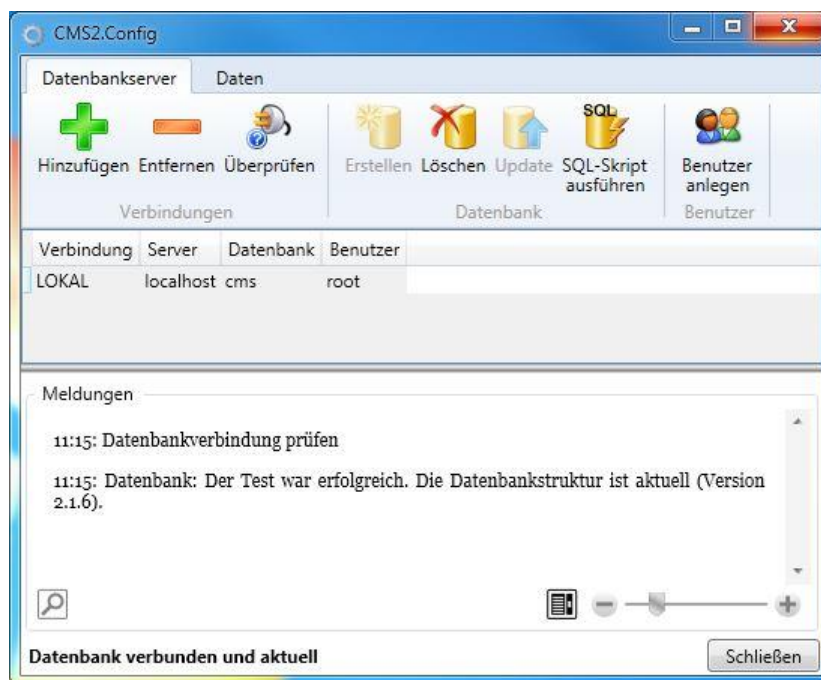 CMS2.Config
Datenbankserver Daten
Hinzufügen Entfernen Überprüfen Erstellen Löschen Update SQL SQL-Skript ausführen Benutzer anlegen
Verbindungen Datenbank Benutzer
Verbindung Server Datenbank Benutzer
LOKAL localhost cms root
Meldungen
11:15: Datenbankverbindung prüfen
11:15: Datenbank: Der Test war erfolgreich. Die Datenbankstruktur ist aktuell (Version
2.1.6).
Datenbank verbunden und aktuell Schließen